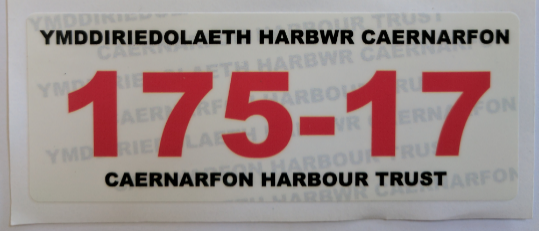 YMDDIRIEDOLAETH HARBWR CAERNARFON
175-17
CAERNARFON HARBOUR TRUST